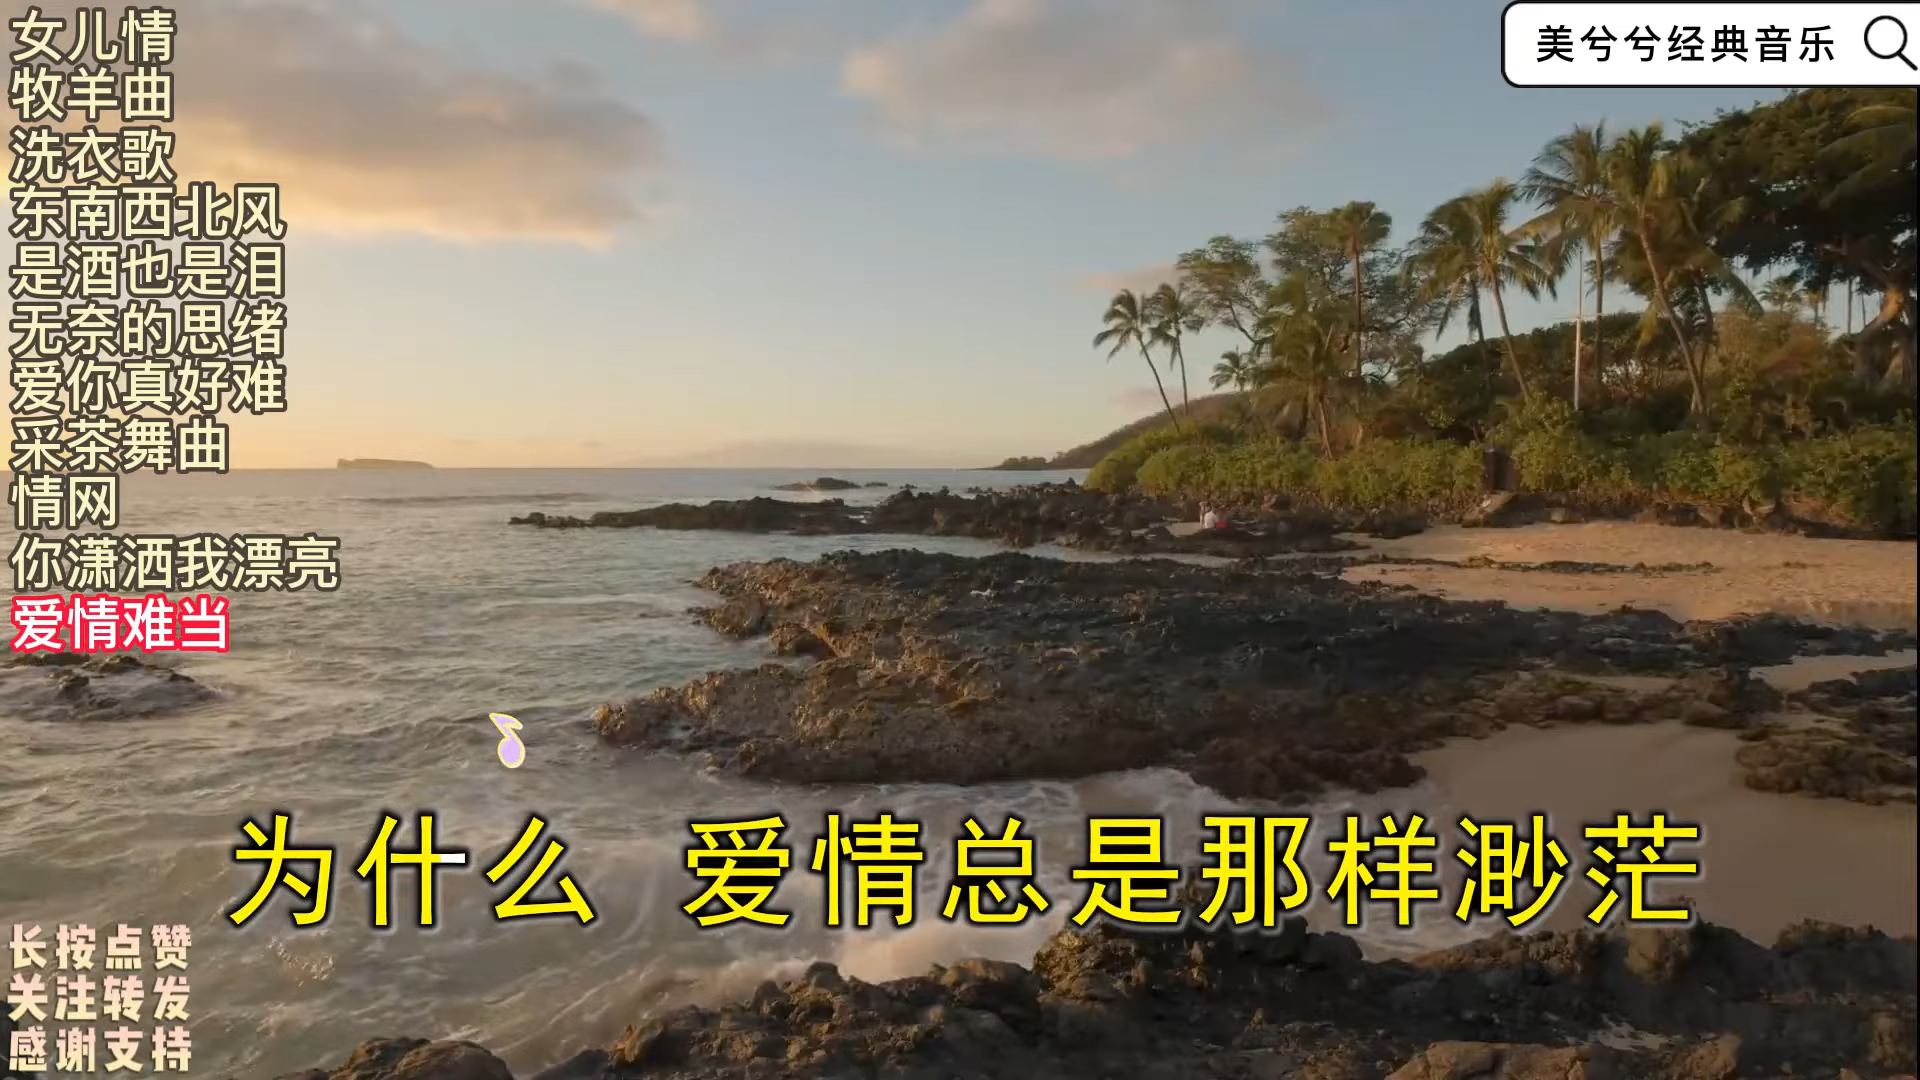 女儿情
牧羊曲
洗衣歌
东南西北风
是酒也是泪
无奈的思绪
爱你真好难
采茶舞曲
情网
你潇洒我漂亮
爱情难当
美兮兮经典音乐
为什么 爱情总是那样渺茫
长按点赞
关注转发
感谢支持